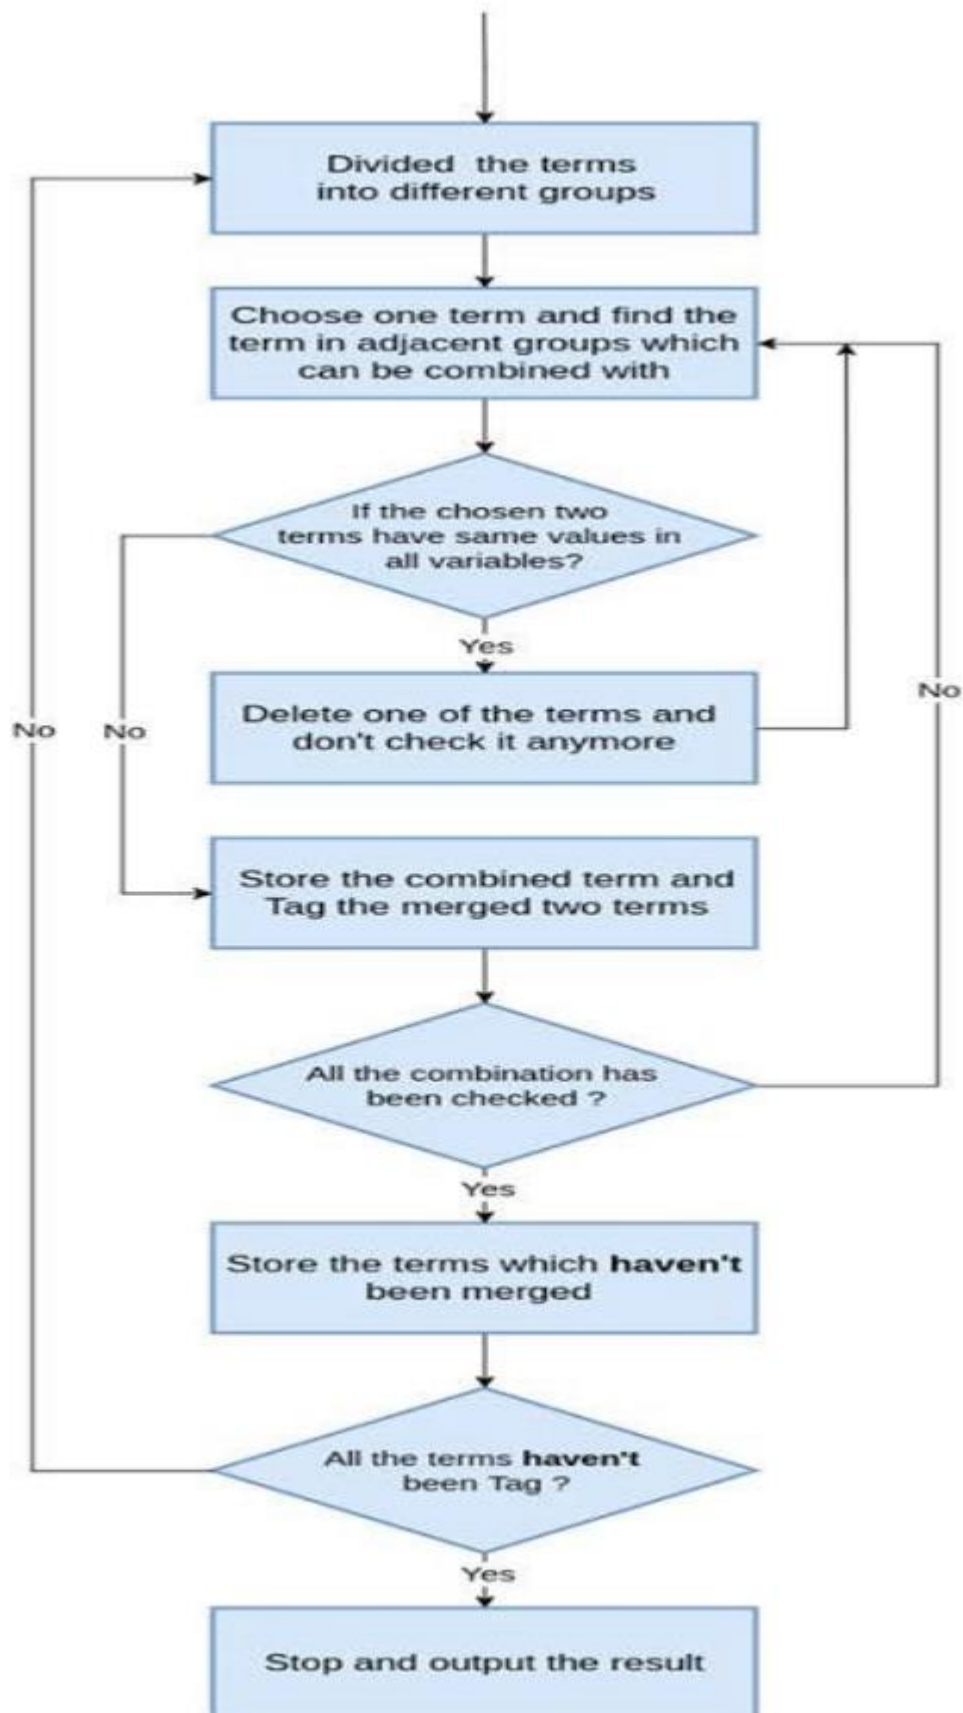 Divided the terms
into different groups
Choose one term and find the
term in adjacent groups which
can be combined with
If the chosen two
terms have same values in
all variables?
Yes
Delete one of the terms and
don't check it anymore
No
No
No
Store the combined term and
Tag the merged two terms
All the combination has
been checked ?
Yes
Store the terms which haven't
been merged
All the terms haven't
been Tag ?
Yes
Stop and output the result